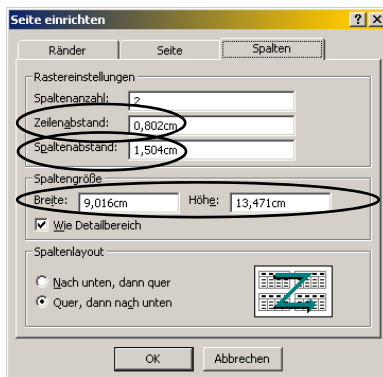 Seite einrichten
Ränder Seite Spalten
Rastereinstellungen
Spaltenanzahl: 2
Zeilenabstand: 0,802cm
Spaltenabstand: 1,504cm
Spaltengröße
Breite: 9,016cm Höhe: 13,471cm
Wie Detailbereich
Spaltenlayout
Nach unten, dann quer
Quer, dann nach unten
OK Abbrechen